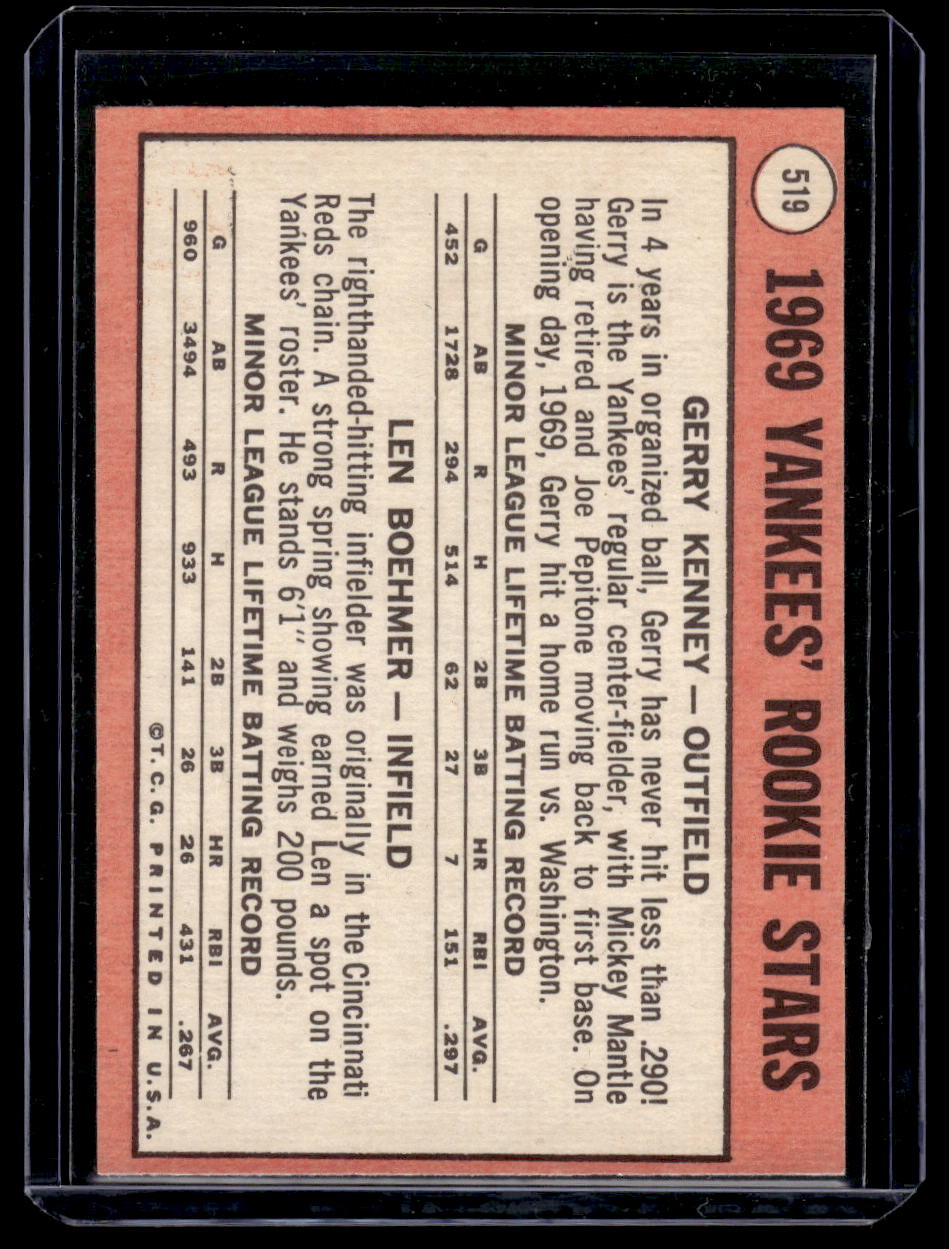 519
1969 YANKEES' ROOKIE STARS
GERRY KENNEY — OUTFIELD
In 4 years in organized ball, Gerry has never hit less than .290!
Gerry is the Yankees' regular center-fielder, with Mickey Mantle
having retired and Joe Pepitone moving back to first base. On
opening day, 1969, Gerry hit a home run vs. Washington.
MINOR LEAGUE LIFETIME BATTING RECORD
G AB R H 2B 3B HR RBI AVG.
452 1728 294 514 62 27 7 151 .297
LEN BOEHMER — INFIELD
The righthanded-hitting infielder was originally in the Cincinnati
Reds chain. A strong spring showing earned Len a spot on the
Yankees' roster. He stands 6'1" and weighs 200 pounds.
MINOR LEAGUE LIFETIME BATTING RECORD
G AB R H 2B 3B HR RBI AVG.
960 3494 493 933 141 26 26 431 .267
©T. C. G. PRINTED IN U.S.A.